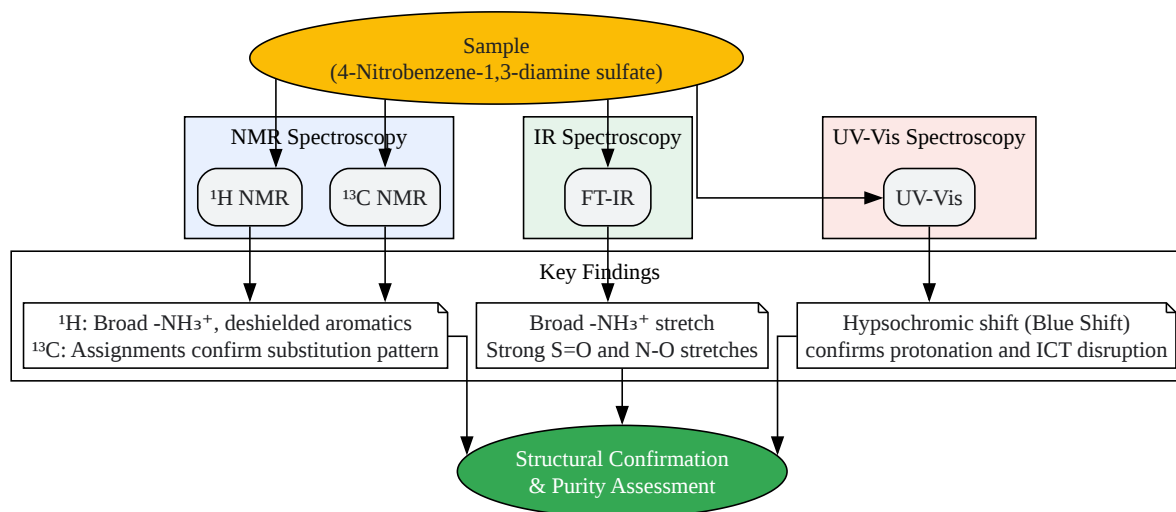 Sample
(4-Nitrobenzene-1,3-diamine sulfate)
NMR Spectroscopy
IR Spectroscopy
UV-Vis Spectroscopy
¹H NMR
¹³C NMR
FT-IR
UV-Vis
Key Findings
¹H: Broad -NH₃⁺, deshielded aromatics
¹³C: Assignments confirm substitution pattern
Broad -NH₃⁺ stretch
Strong S=O and N-O stretches
Hypsochromic shift (Blue Shift)
confirms protonation and ICT disruption
Structural Confirmation
& Purity Assessment